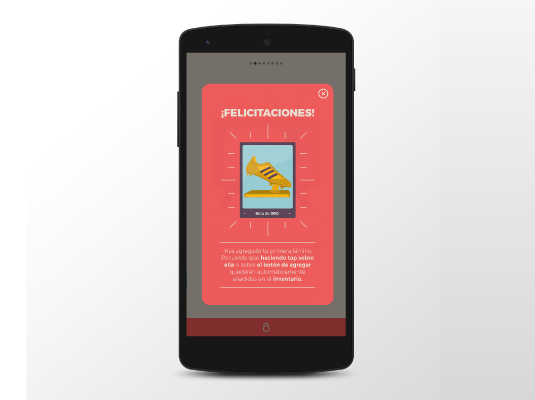 ¡FELICITACIONES!
Bota de ORO
Has agregado tu primera lámina.
Recuerda que haciendo tap sobre
ella o sobre el botón de agregar
quedarán automáticamente
añadidas en el inventario.